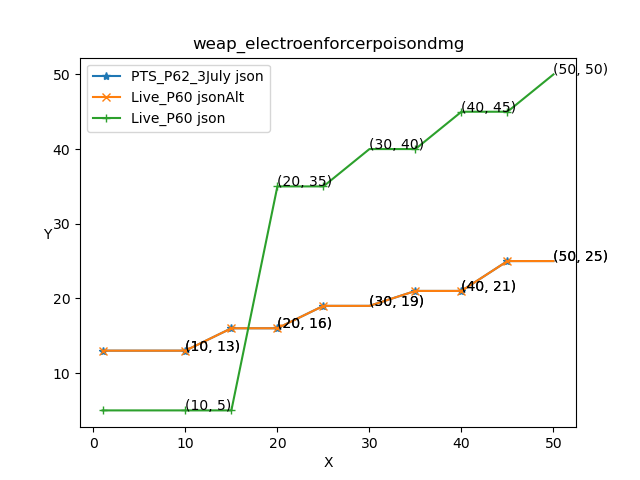 weap_electroenforcerpoisondmg
PTS_P62_3July json
Live_P60 jsonAlt
Live_P60 json
50
40
30
20
10
Y
(50, 50)
(40, 45)
(30, 40)
(20, 35)
(50, 25)
(40, 21)
(30, 19)
(20, 16)
(10, 13)
(10, 5)
0 10 20 30 40 50
X